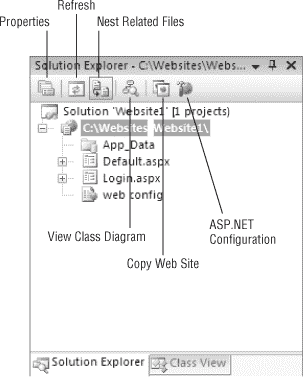 Refresh
Properties
Nest Related Files
Solution Explorer - C:\Websites\Webs...
Solution 'Website1' (1 projects)
C:\Websites\Website1\
App_Data
Default.aspx
Login.aspx
web.config
ASP.NET
Configuration
View Class Diagram
Copy Web Site
Solution Explorer
Class View